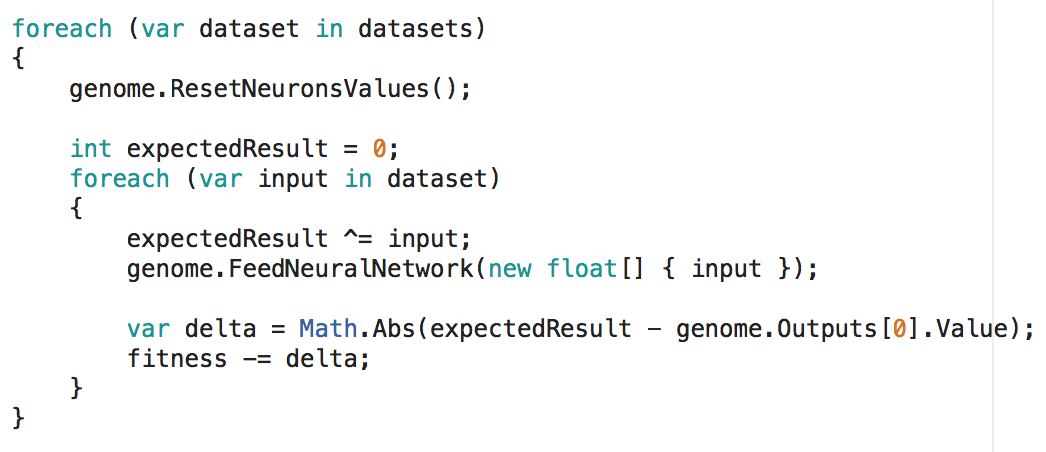 foreach (var dataset in datasets)
{
    genome.ResetNeuronsValues();

    int expectedResult = 0;
    foreach (var input in dataset)
    {
        expectedResult ^= input;
        genome.FeedNeuralNetwork(new float[] { input });

        var delta = Math.Abs(expectedResult - genome.Outputs[0].Value);
        fitness -= delta;
    }
}